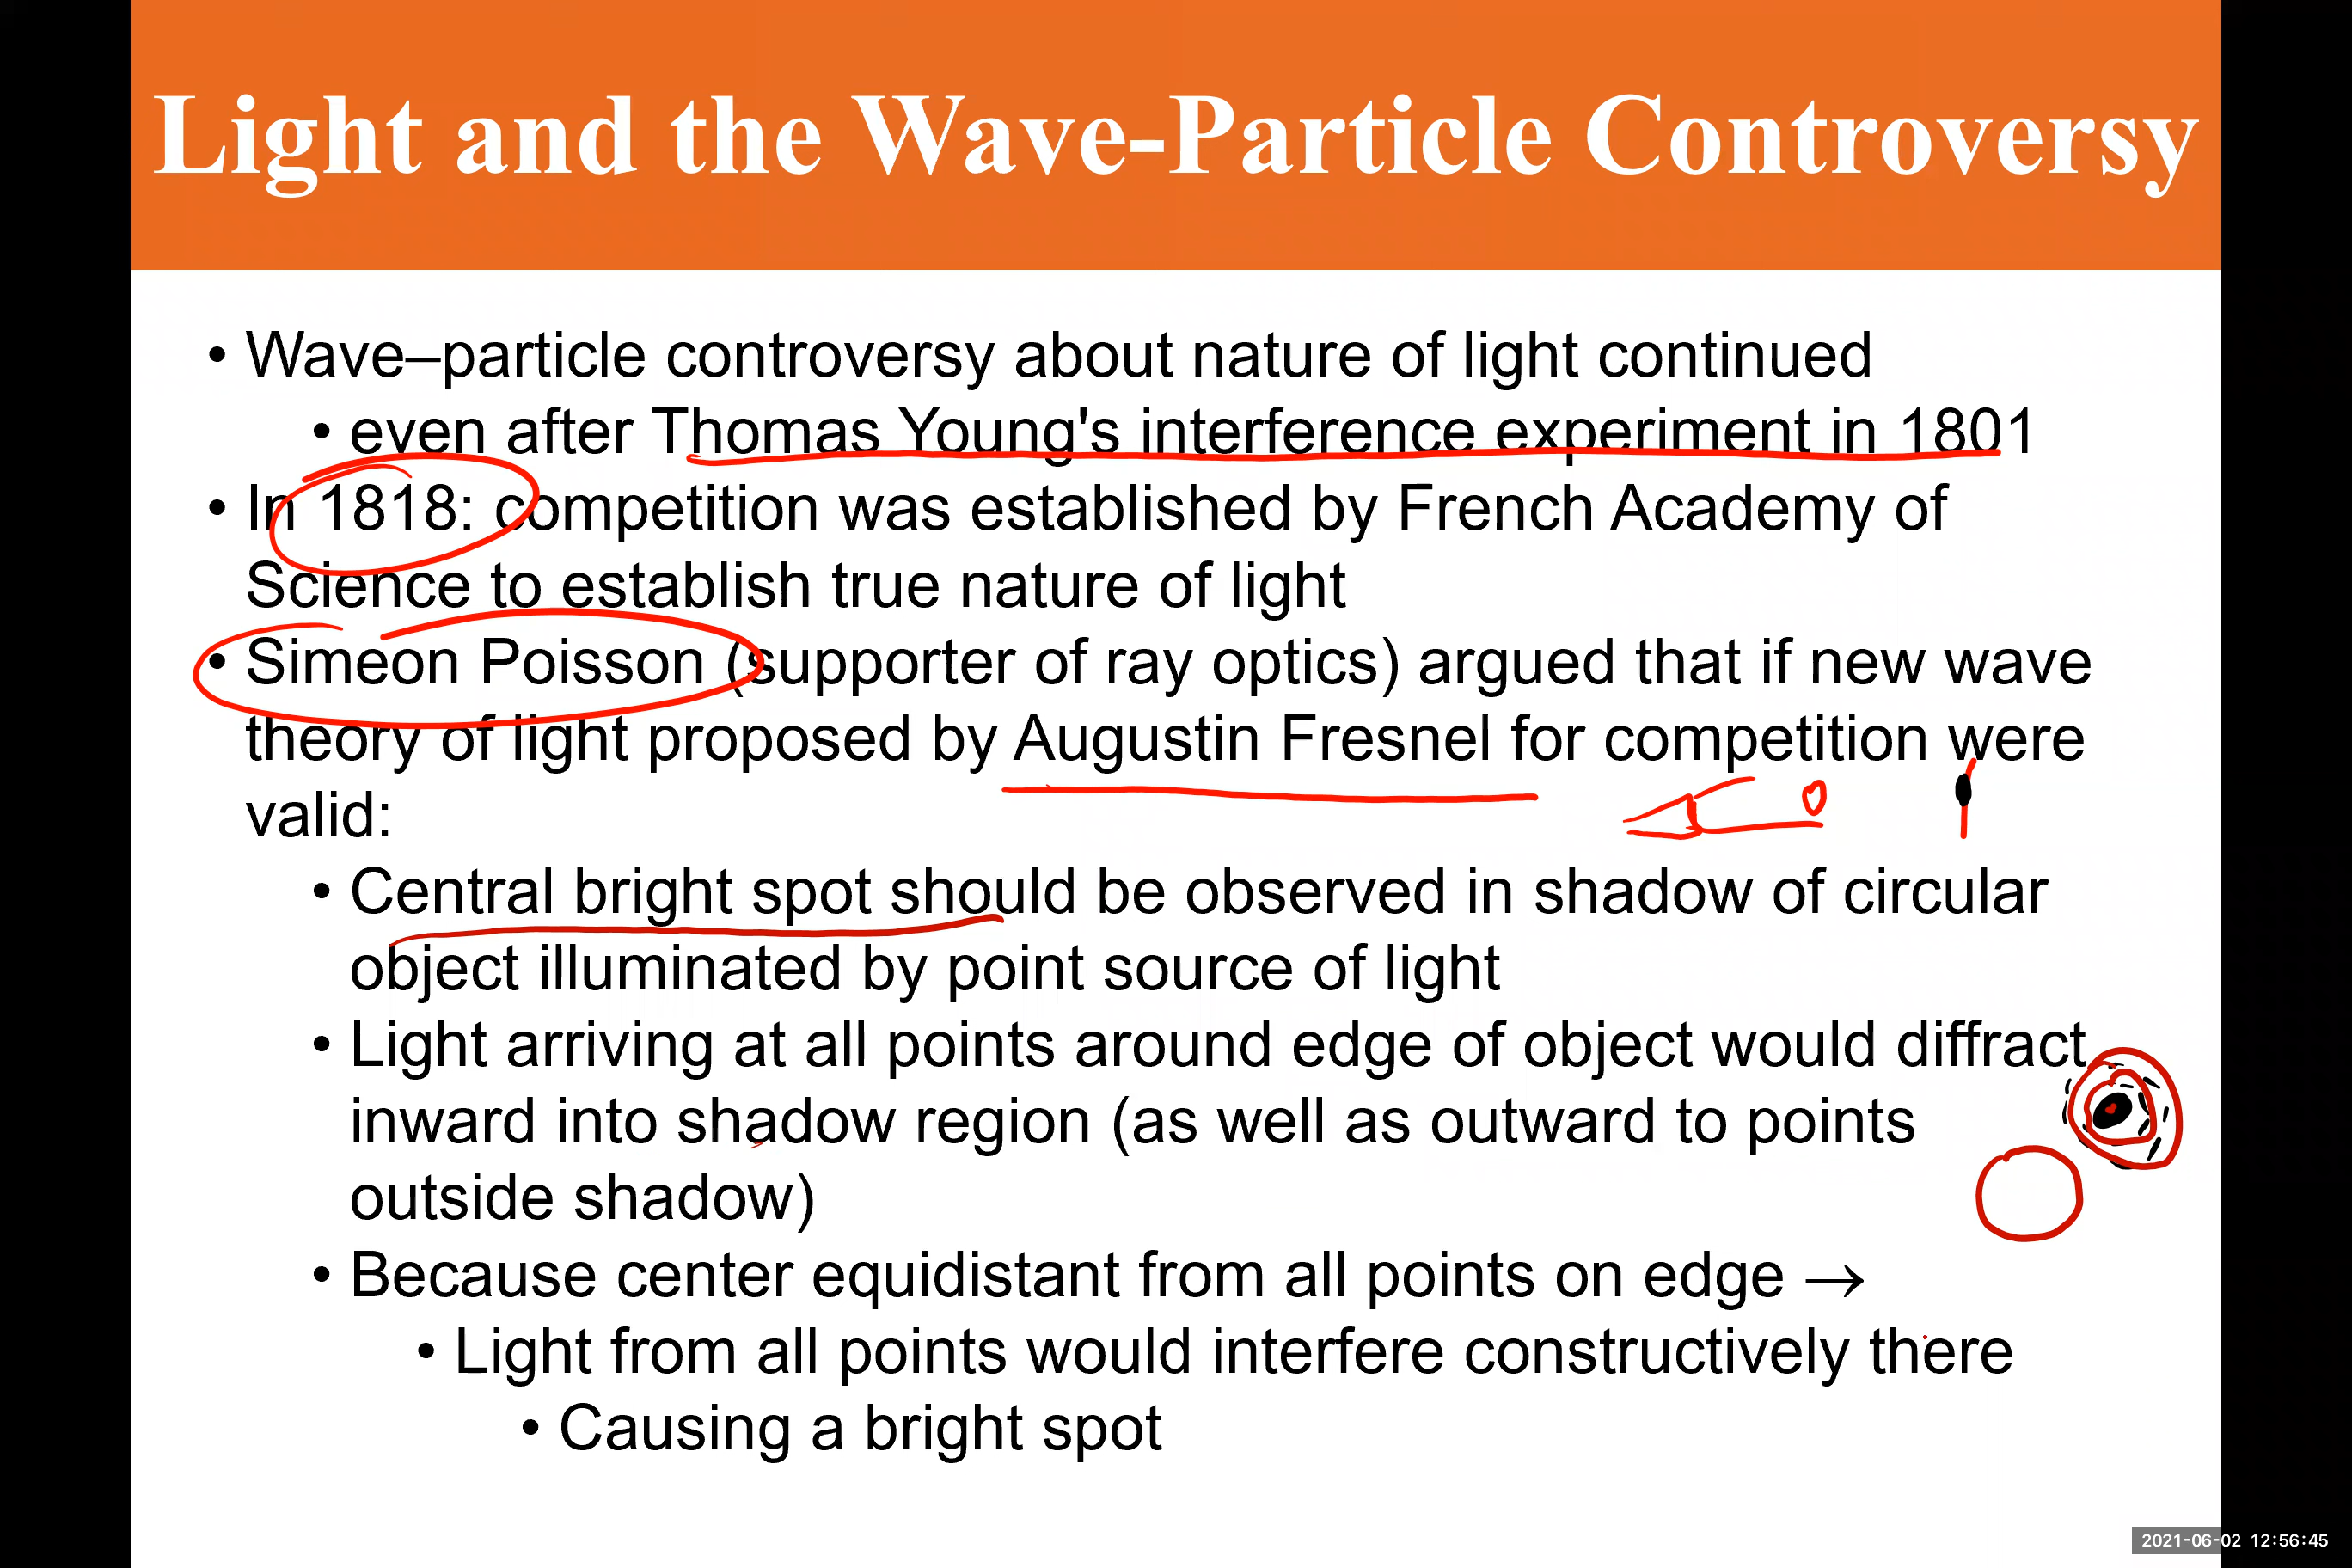 Light and the Wave-Particle Controversy
• Wave–particle controversy about nature of light continued
• even after Thomas Young's interference experiment in 1801
• In 1818: competition was established by French Academy of
Science to establish true nature of light
• Simeon Poisson (supporter of ray optics) argued that if new wave
theory of light proposed by Augustin Fresnel for competition were
valid:
• Central bright spot should be observed in shadow of circular
object illuminated by point source of light
• Light arriving at all points around edge of object would diffract
inward into shadow region (as well as outward to points
outside shadow)
• Because center equidistant from all points on edge →
• Light from all points would interfere constructively there
• Causing a bright spot
2021-06-02 12:56:45